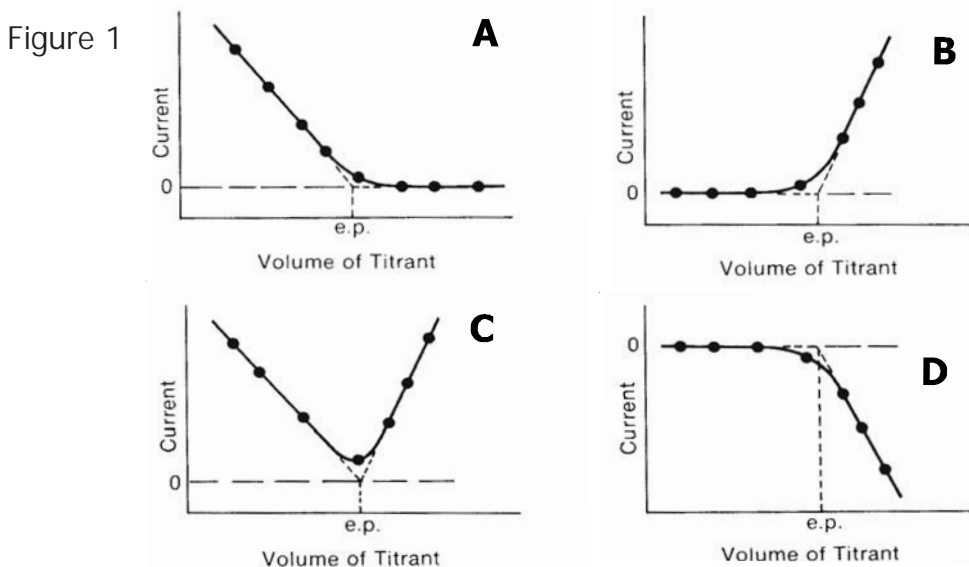 Figure 1
A
Current
0
e.p.
Volume of Titrant
B
Current
0
e.p.
Volume of Titrant
C
Current
0
e.p.
Volume of Titrant
D
Current
0
e.p.
Volume of Titrant